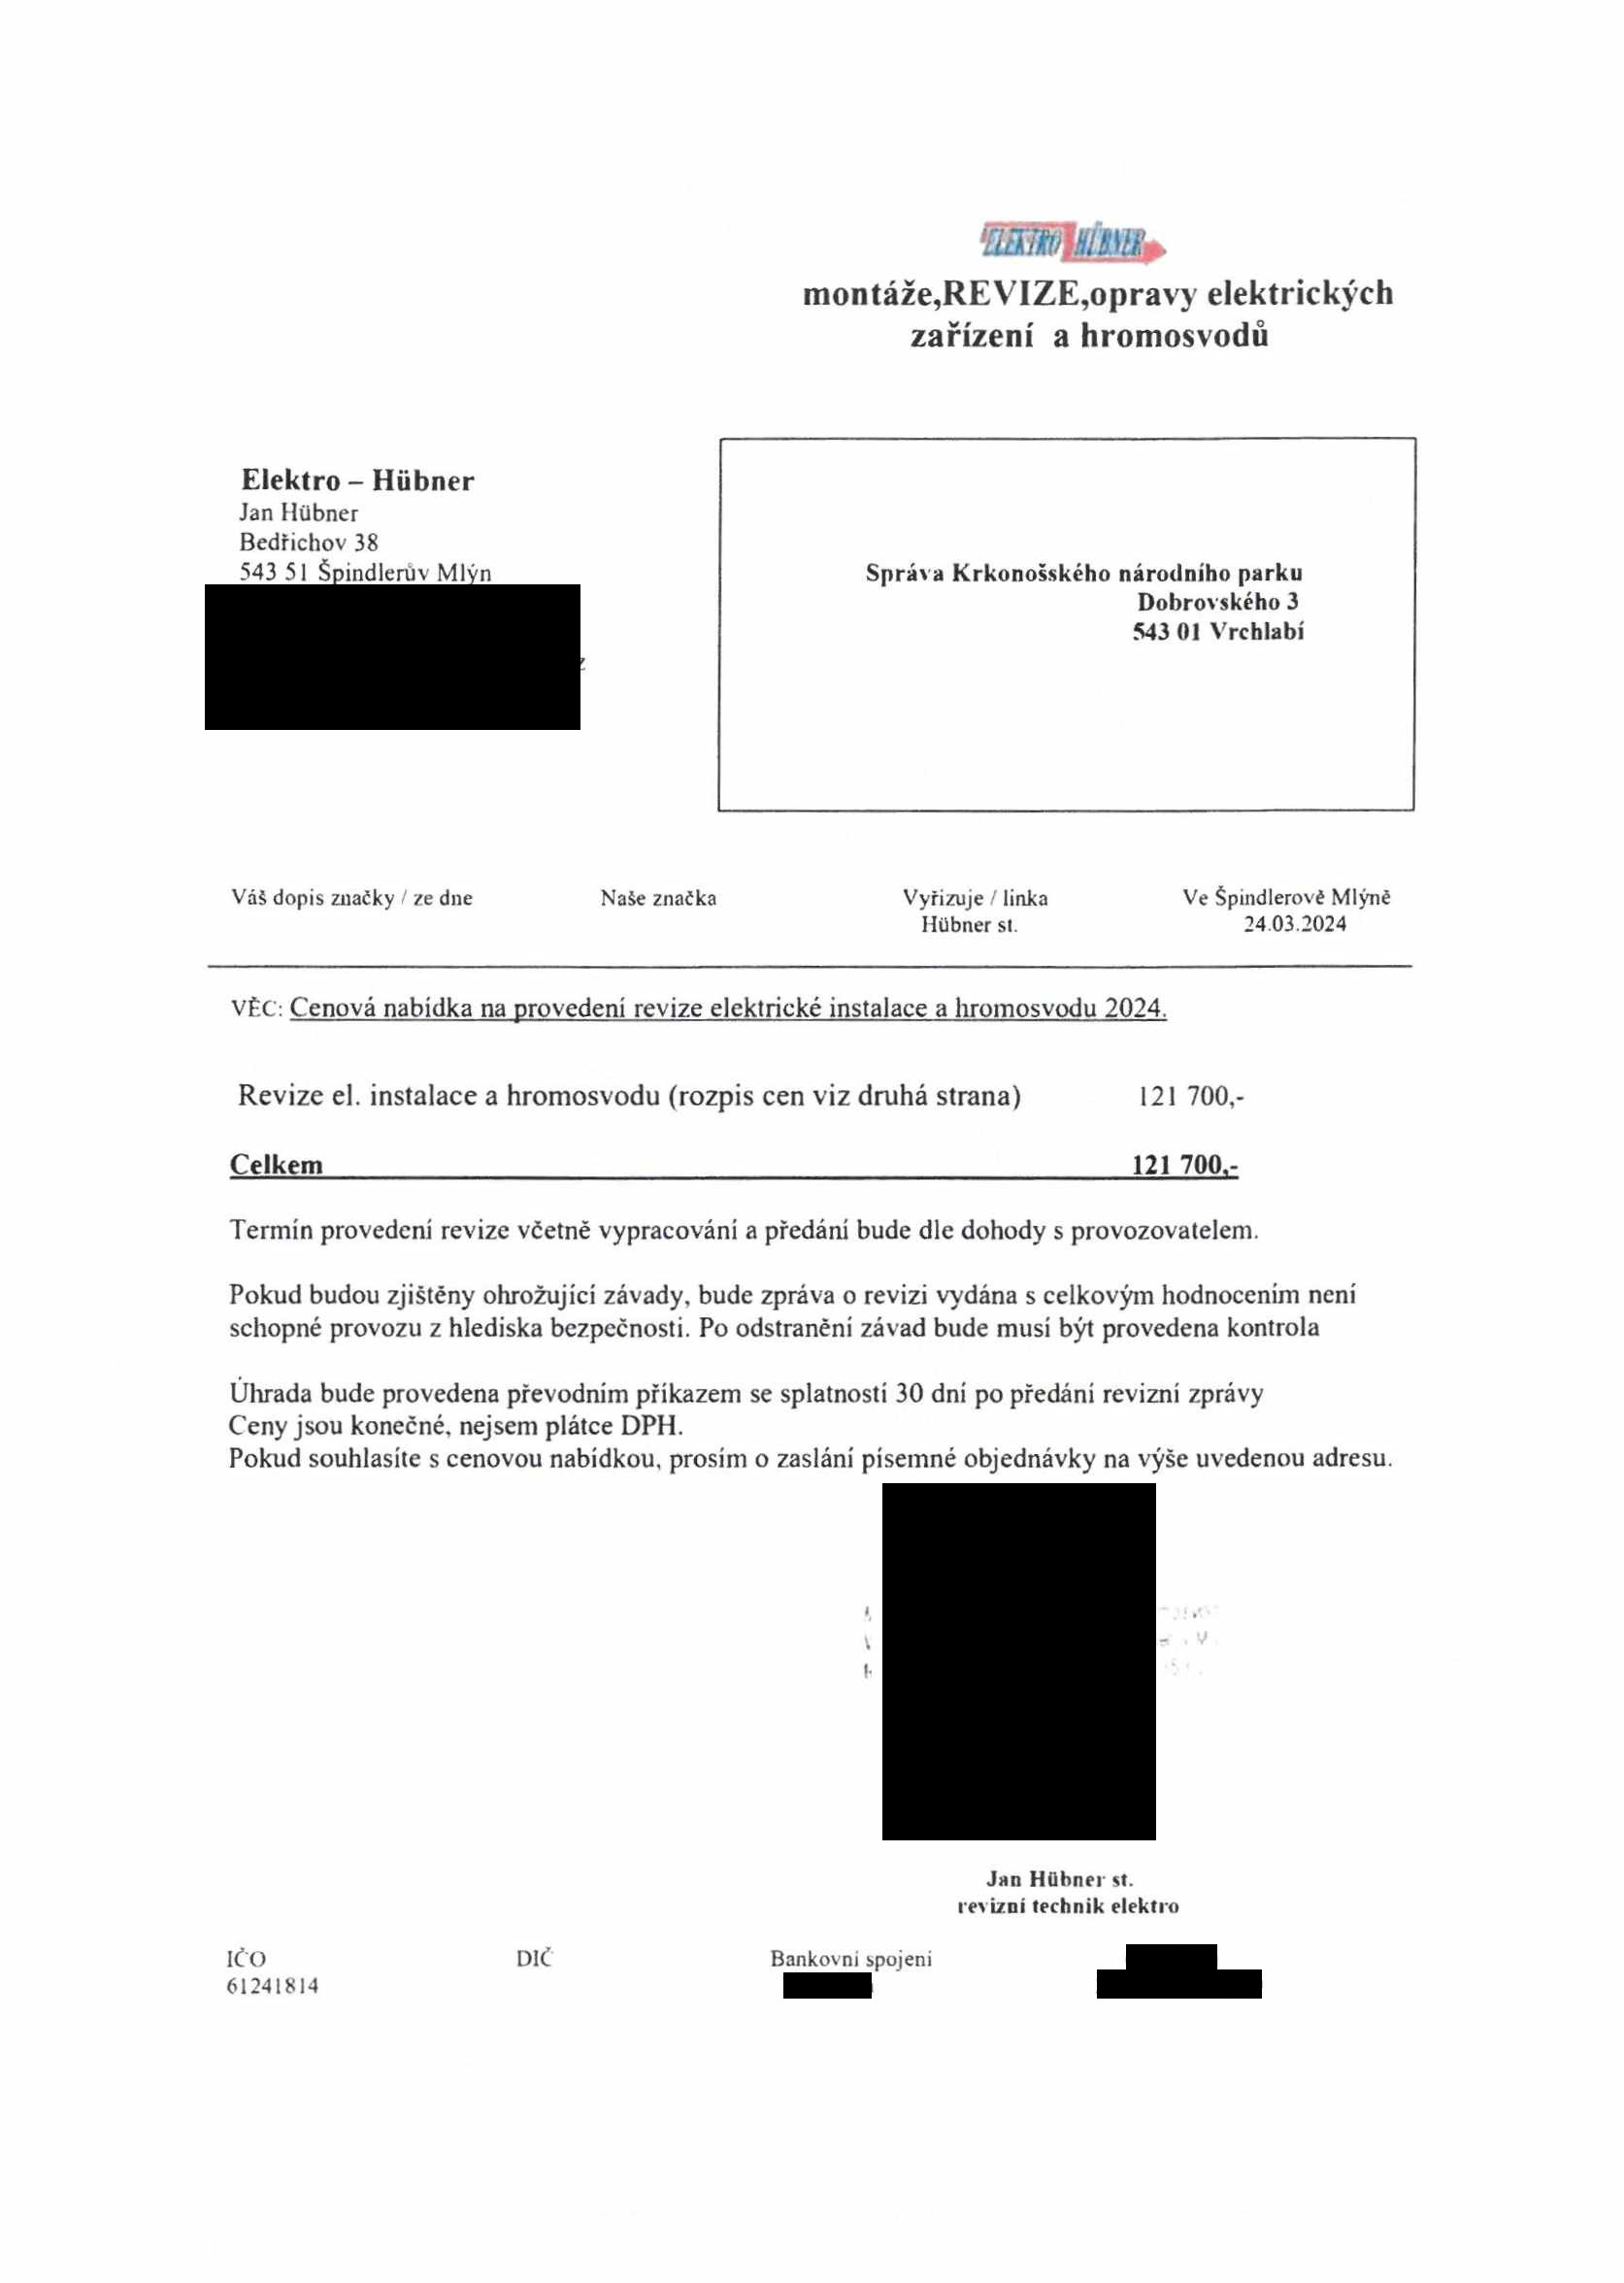 ELEKTRO HÜBNER
montáže,REVIZE,opravy elektrických
zařízení a hromosvodů
Elektro – Hübner
Jan Hübner
Bedřichov 38
543 51 Špindlerův Mlýn
Správa Krkonošského národního parku
Dobrovského 3
543 01 Vrchlabí
Váš dopis značky / ze dne Naše značka Vyřizuje / linka Ve Špindlerově Mlýně
Hübner st. 24.03.2024
VĚC: Cenová nabídka na provedení revize elektrické instalace a hromosvodu 2024.
Revize el. instalace a hromosvodu (rozpis cen viz druhá strana) 121 700,-
Celkem 121 700,-
Termín provedení revize včetně vypracování a předání bude dle dohody s provozovatelem.
Pokud budou zjištěny ohrožující závady, bude zpráva o revizi vydána s celkovým hodnocením není
schopné provozu z hlediska bezpečnosti. Po odstranění závad bude musí být provedena kontrola
Úhrada bude provedena převodním příkazem se splatností 30 dní po předání revizní zprávy
Ceny jsou konečné, nejsem plátce DPH.
Pokud souhlasíte s cenovou nabídkou, prosím o zaslání písemné objednávky na výše uvedenou adresu.
Jan Hübner st.
revizní technik elektro
IČO DIČ Bankovní spojení
61241814